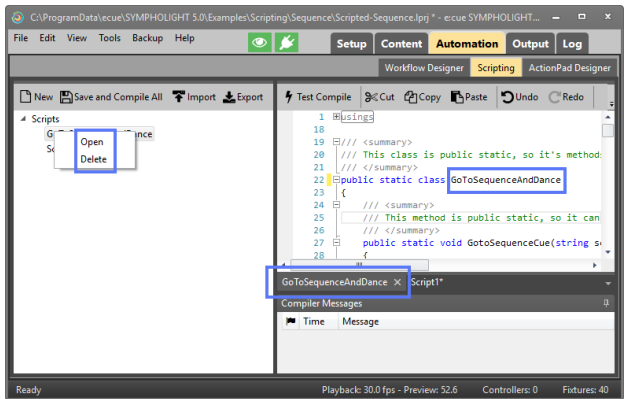 C:\ProgramData\ecue\SYMPHOLIGHT 5.0\Examples\Scripting\Sequence\Scripted-Sequence.lprj * - e:cue SYMPHOLIGHT...
File Edit View Tools Backup Help
Setup Content Automation Output Log
Workflow Designer Scripting ActionPad Designer
New Save and Compile All Import Export
Test Compile Cut Copy Paste Undo Redo
Scripts
Open
Delete
1 usings
18
19 /// <summary>
20 /// This class is public static, so it's method
21 /// </summary>
22 public static class GoToSequenceAndDance
23 {
24 /// <summary>
25 /// This method is public static, so it can
26 /// </summary>
27 public static void GotoSequenceCue(string s
28 {
GoToSequenceAndDance × Script1*
Compiler Messages
Time Message
Ready
Playback: 30.0 fps - Preview: 52.6 Controllers: 0 Fixtures: 40